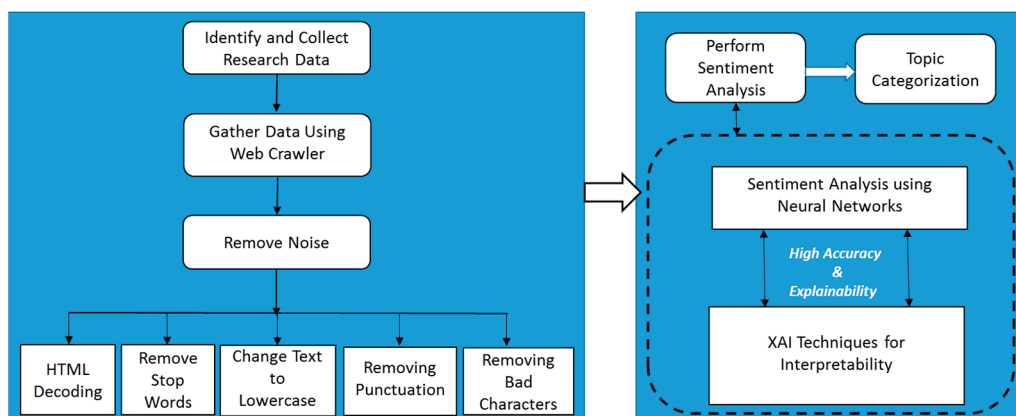 Identify and Collect
Research Data
Gather Data Using
Web Crawler
Remove Noise
HTML
Decoding
Remove
Stop
Words
Change Text
to
Lowercase
Removing
Punctuation
Removing
Bad
Characters
Perform
Sentiment
Analysis
Topic
Categorization
Sentiment Analysis using
Neural Networks
High Accuracy
&
Explainability
XAI Techniques for
Interpretability